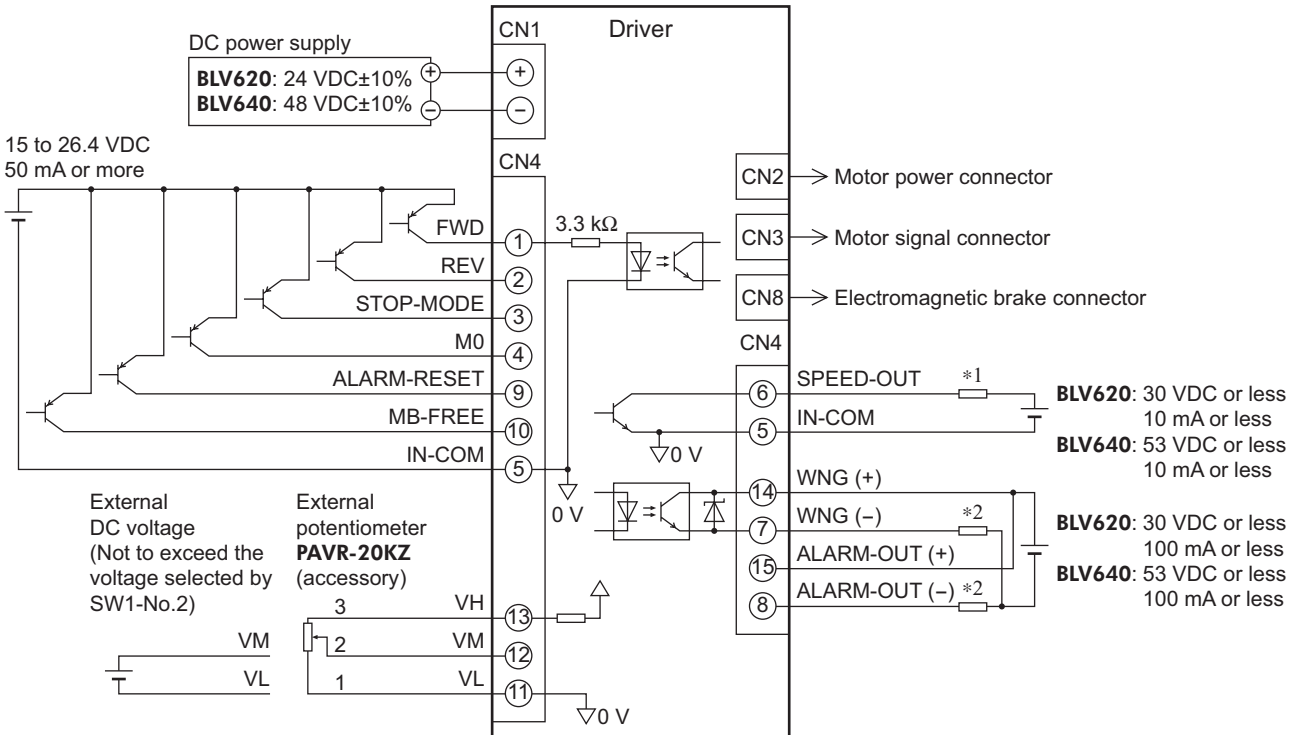 Driver
CN1
DC power supply
BLV620: 24 VDC±10%
BLV640: 48 VDC±10%
+
−
+
−
15 to 26.4 VDC
50 mA or more
CN4
FWD
1
3.3 kΩ
REV
2
STOP-MODE
3
M0
4
ALARM-RESET
9
MB-FREE
10
IN-COM
5
0 V
External
DC voltage
(Not to exceed the
voltage selected by
SW1-No.2)
External
potentiometer
PAVR-20KZ
(accessory)
3
VH
13
VM
2
VM
12
VL
1
VL
11
0 V
CN2
Motor power connector
CN3
Motor signal connector
CN8
Electromagnetic brake connector
CN4
6
SPEED-OUT
*1
5
IN-COM
0 V
BLV620: 30 VDC or less
10 mA or less
BLV640: 53 VDC or less
10 mA or less
14
WNG (+)
7
WNG (−)
*2
15
ALARM-OUT (+)
8
ALARM-OUT (−)
*2
BLV620: 30 VDC or less
100 mA or less
BLV640: 53 VDC or less
100 mA or less